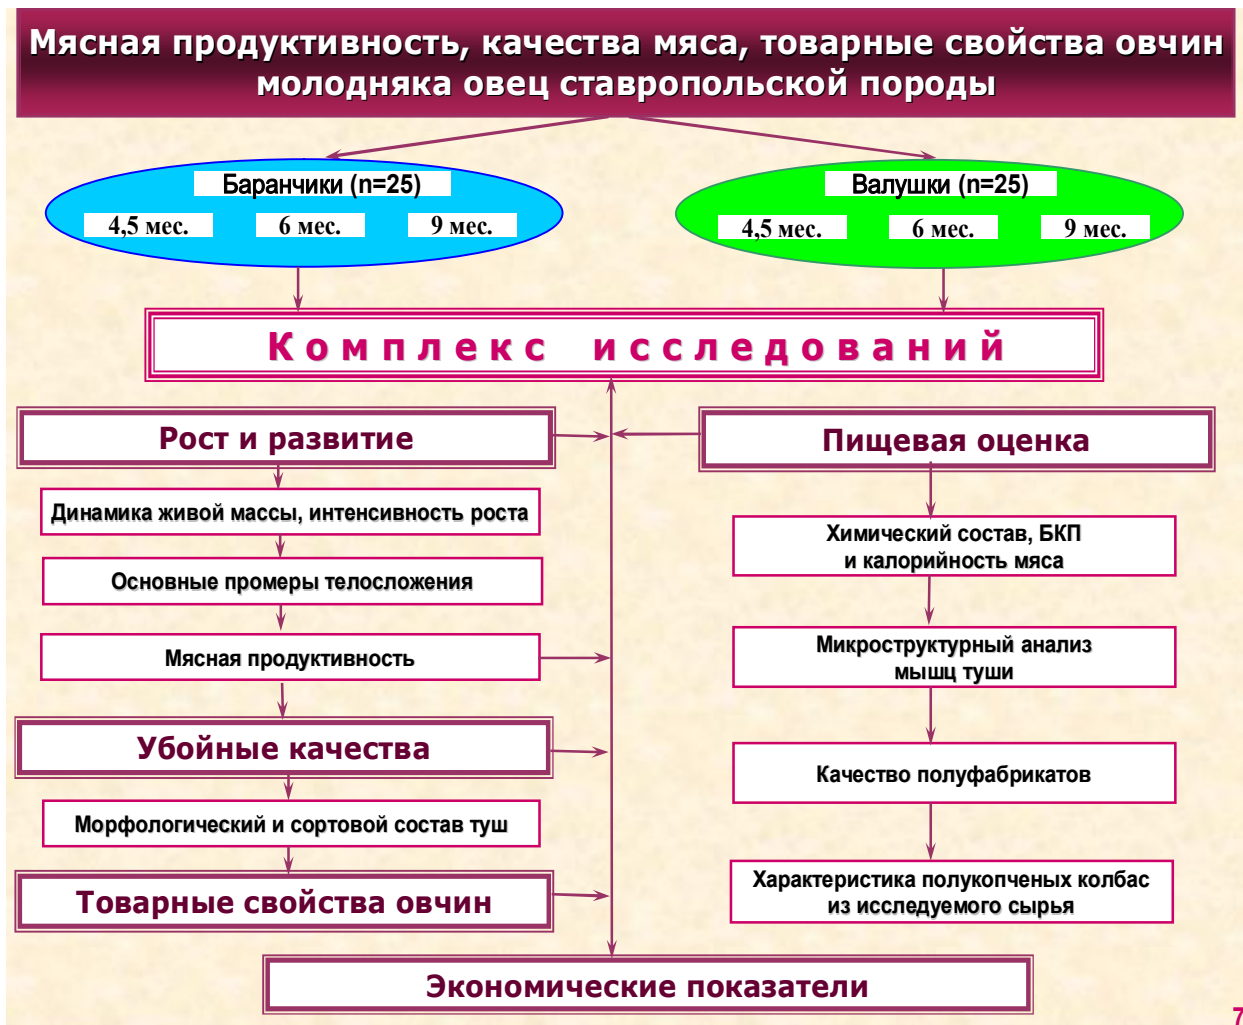 Мясная продуктивность, качества мяса, товарные свойства овчин
молодняка овец ставропольской породы
Баранчики (n=25)
4,5 мес. 6 мес. 9 мес.
Валушки (n=25)
4,5 мес. 6 мес. 9 мес.
Комплекс исследований
Рост и развитие
Динамика живой массы, интенсивность роста
Основные промеры телосложения
Мясная продуктивность
Убойные качества
Морфологический и сортовой состав туш
Товарные свойства овчин
Пищевая оценка
Химический состав, БКП
и калорийность мяса
Микроструктурный анализ
мышц туши
Качество полуфабрикатов
Характеристика полукопченых колбас
из исследуемого сырья
Экономические показатели
7